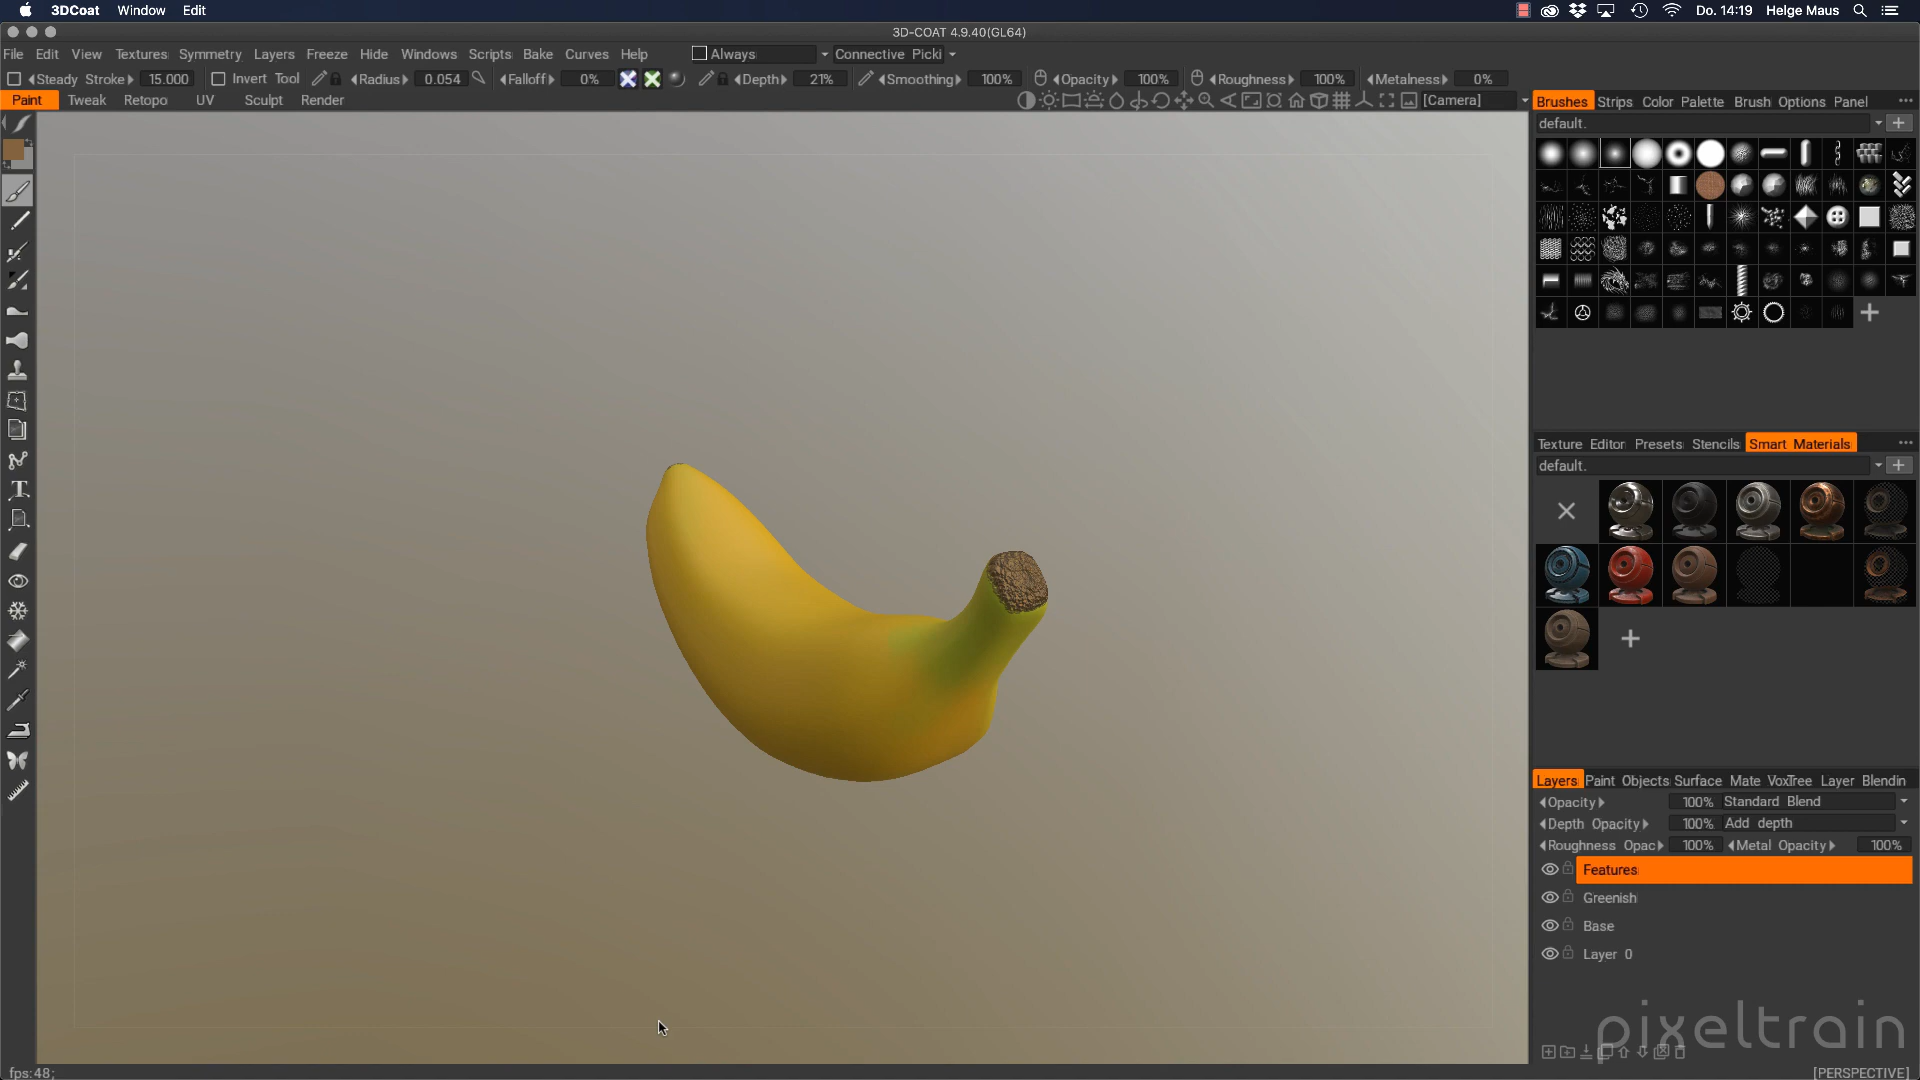 3DCoat Window Edit Do. 14:19 Helge Maus
3D-COAT 4.9.40(GL64)
File Edit View Textures Symmetry Layers Freeze Hide Windows Scripts Bake Curves Help Always Connective Picki
Steady Stroke 15.000 Invert Tool Radius 0.054 Falloff 0% Depth 21% Smoothing 100% Opacity 100% Roughness 100% Metalness 0%
Paint Tweak Retopo UV Sculpt Render [Camera]
Brushes Strips Color Palette Brush Options Panel
default.
Texture Editor Presets Stencils Smart Materials
default.
Layers Paint Objects Surface Mate VoxTree Layer Blendin
Opacity 100% Standard Blend
Depth Opacity 100% Add depth
Roughness Opac 100% Metal Opacity 100%
Features
Greenish
Base
Layer 0
pixeltrain
fps:48; [PERSPECTIVE]